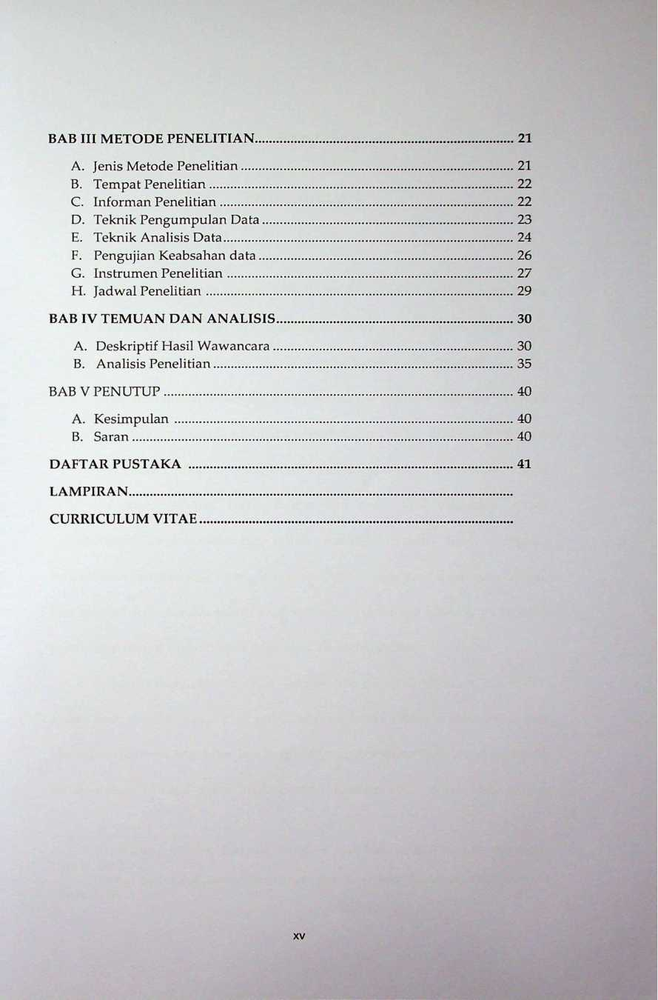 BAB III METODE PENELITIAN.......................................................................... 21
A. Jenis Metode Penelitian ............................................................................. 21
B. Tempat Penelitian ...................................................................................... 22
C. Informan Penelitian ................................................................................... 22
D. Teknik Pengumpulan Data ....................................................................... 23
E. Teknik Analisis Data.................................................................................. 24
F. Pengujian Keabsahan data ........................................................................ 26
G. Instrumen Penelitian ................................................................................. 27
H. Jadwal Penelitian ....................................................................................... 29
BAB IV TEMUAN DAN ANALISIS................................................................... 30
A. Deskriptif Hasil Wawancara .................................................................... 30
B. Analisis Penelitian ..................................................................................... 35
BAB V PENUTUP ................................................................................................... 40
A. Kesimpulan ................................................................................................ 40
B. Saran ............................................................................................................ 40
DAFTAR PUSTAKA ............................................................................................ 41
LAMPIRAN.............................................................................................................
CURRICULUM VITAE.........................................................................................
xv